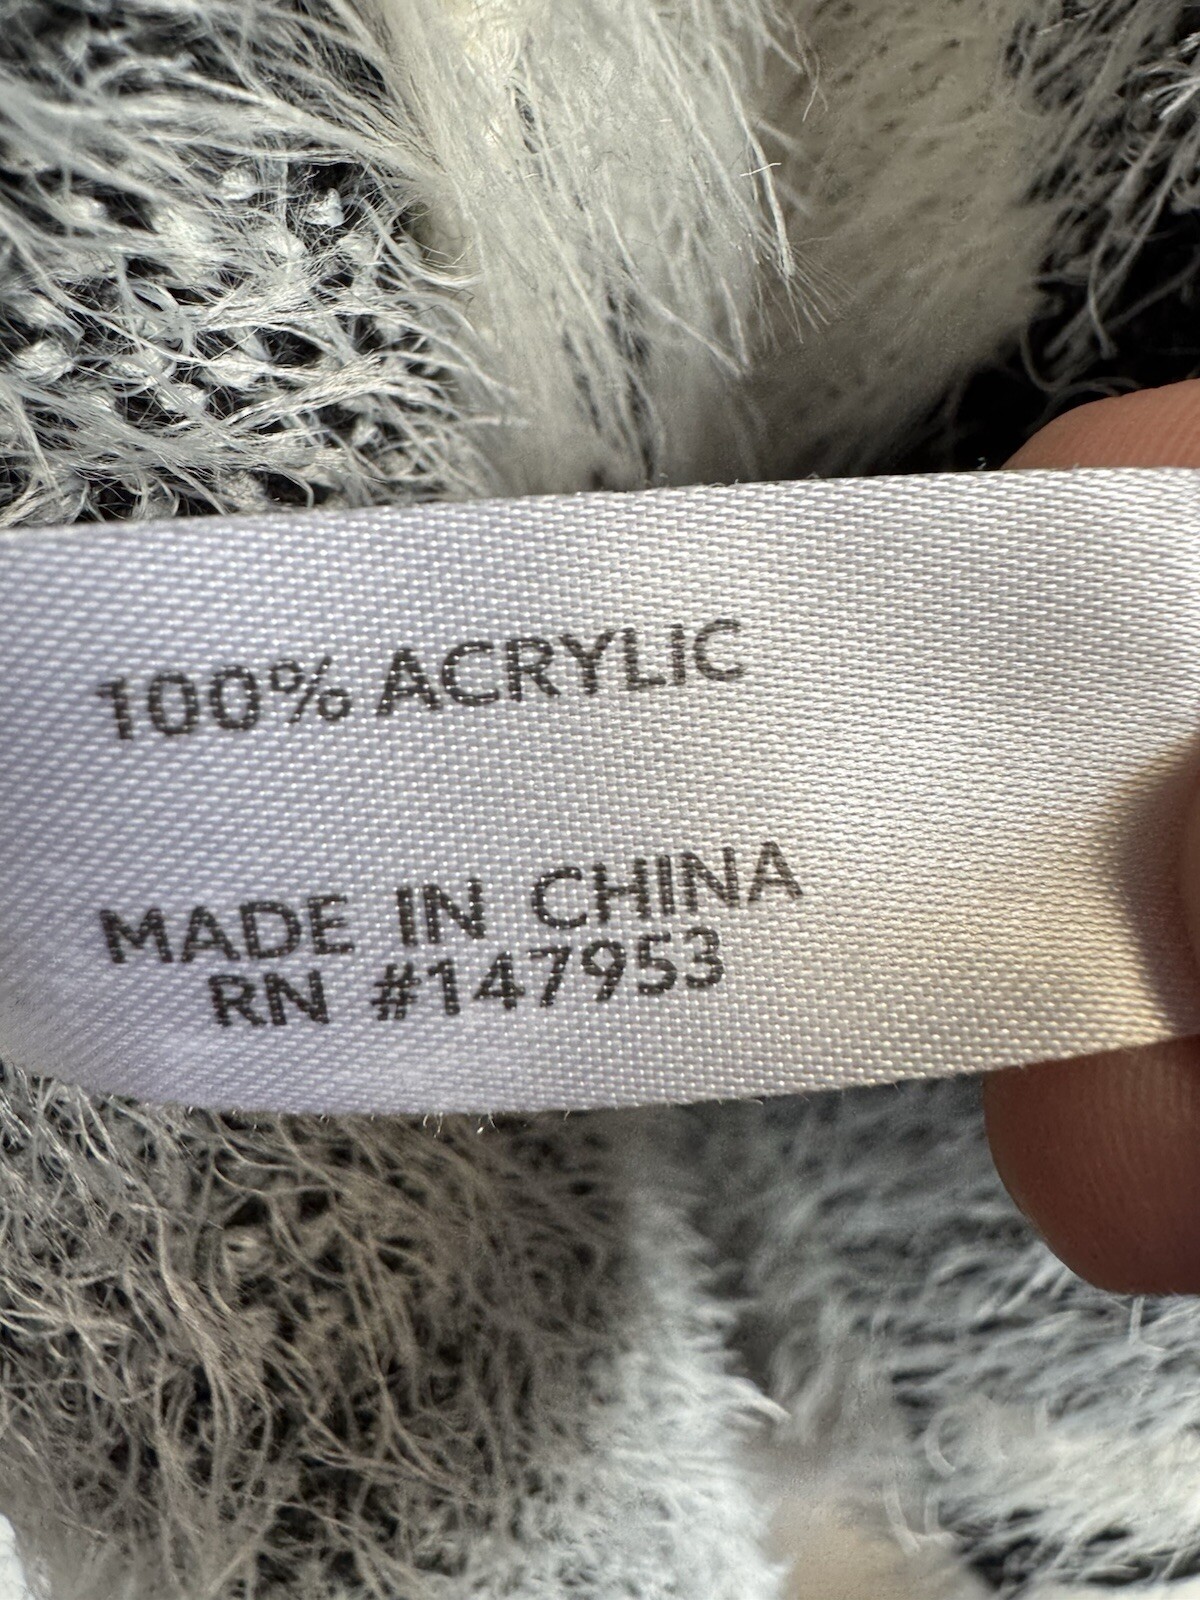 100% ACRYLIC
MADE IN CHINA
RN #147953